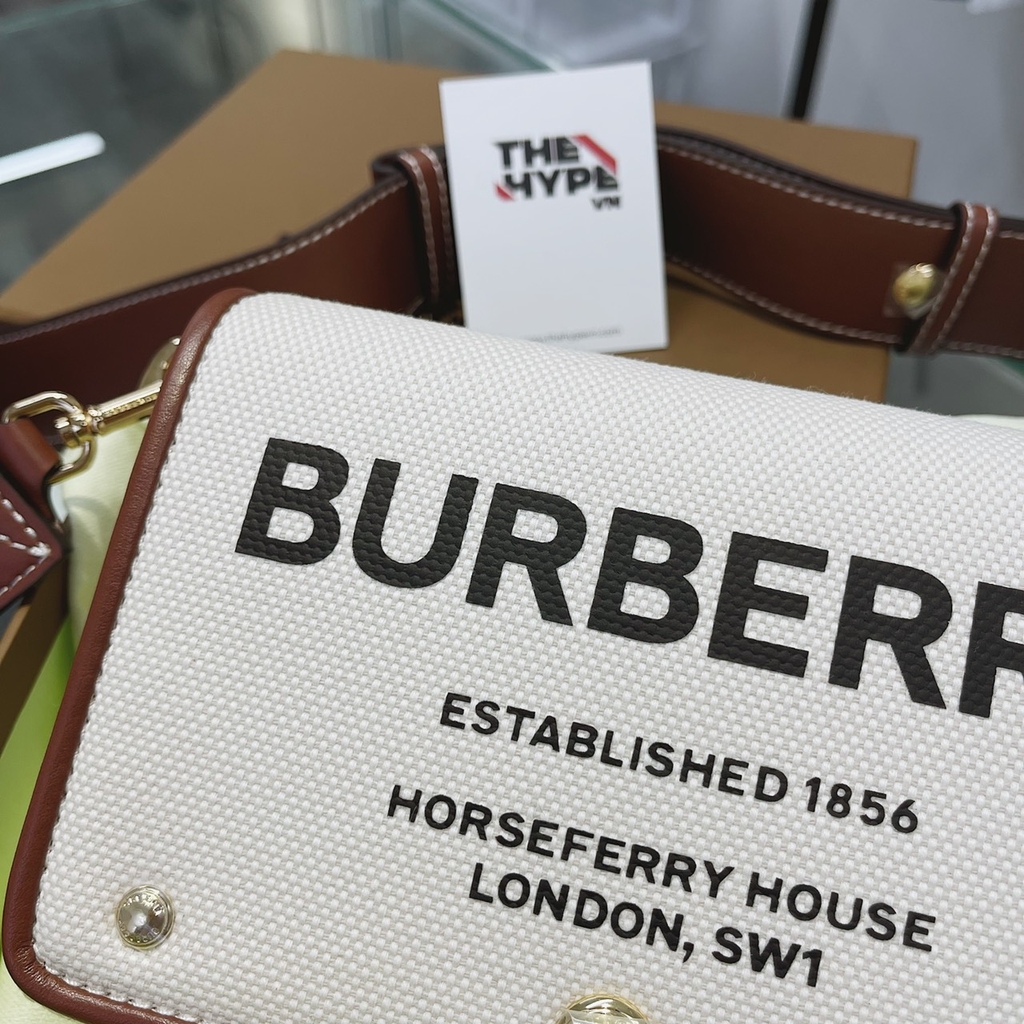 THE
HYPE
VN
BURBERR
ESTABLISHED 1856
HORSEFERRY HOUSE
LONDON, SW1